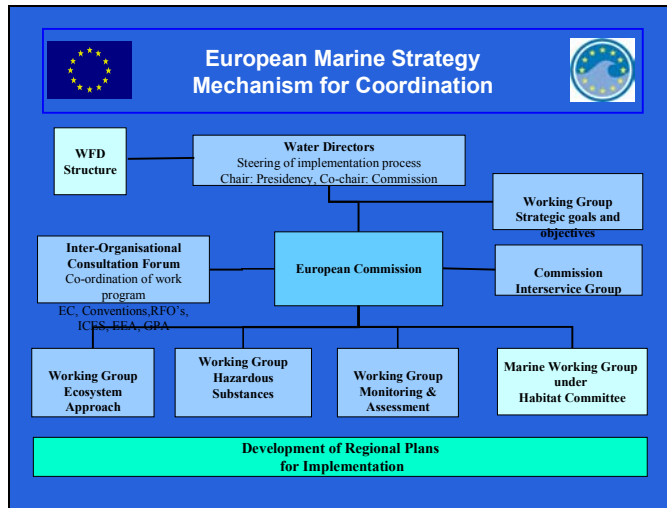 European Marine Strategy
Mechanism for Coordination
WFD
Structure
Water Directors
Steering of implementation process
Chair: Presidency, Co-chair: Commission
Working Group
Strategic goals and
objectives
Inter-Organisational
Consultation Forum
Co-ordination of work
program
EC, Conventions,RFO's,
ICES, EEA, GPA
European Commission
Commission
Interservice Group
Working Group
Ecosystem
Approach
Working Group
Hazardous
Substances
Working Group
Monitoring &
Assessment
Marine Working Group
under
Habitat Committee
Development of Regional Plans
for Implementation